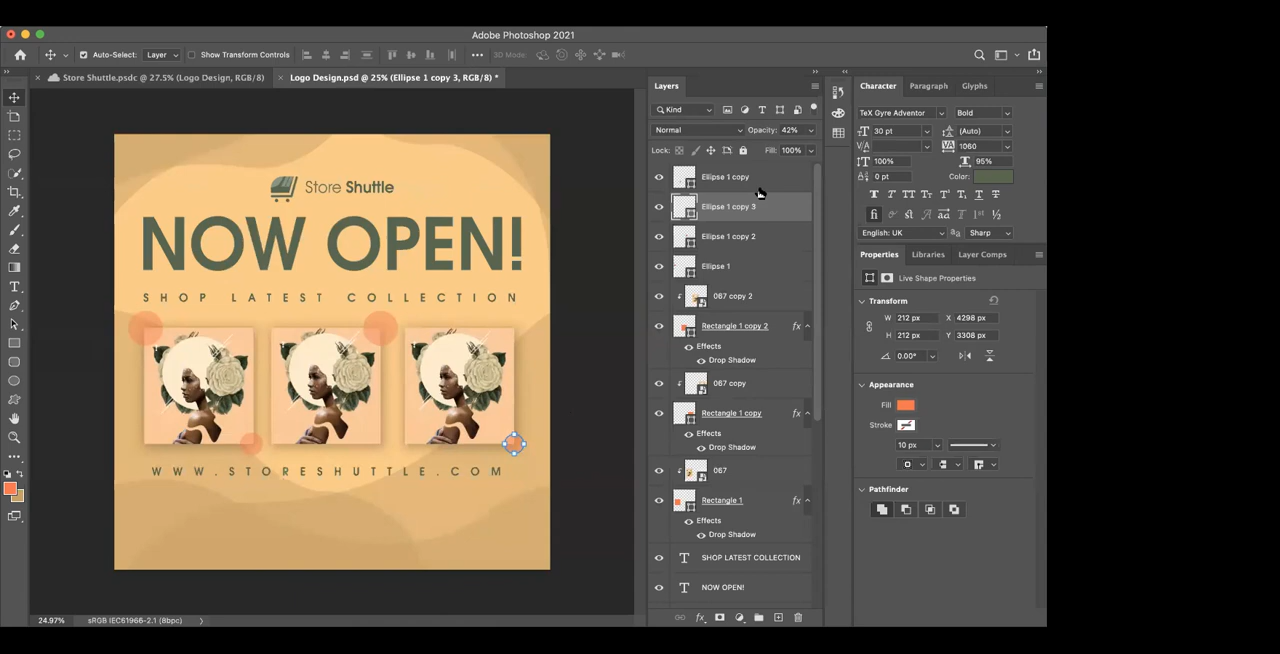 Adobe Photoshop 2021
Auto-Select: Layer Show Transform Controls 3D Mode:
Store Shuttle.psdc @ 27.5% (Logo Design, RGB/8)
Logo Design.psd @ 25% (Ellipse 1 copy 3, RGB/8) *
Store Shuttle
NOW OPEN!
SHOP LATEST COLLECTION
WWW.STORESHUTTLE.COM
24.97% sRGB IEC61966-2.1 (8bpc)
Layers
Kind
Normal Opacity: 42%
Lock: Fill: 100%
Ellipse 1 copy
Ellipse 1 copy 3
Ellipse 1 copy 2
Ellipse 1
067 copy 2
Rectangle 1 copy 2 fx
Effects
Drop Shadow
067 copy
Rectangle 1 copy fx
Effects
Drop Shadow
067
Rectangle 1 fx
Effects
Drop Shadow
SHOP LATEST COLLECTION
NOW OPEN!
Character Paragraph Glyphs
TeX Gyre Adventor Bold
30 pt (Auto)
1060
100% 95%
0 pt Color:
English: UK Sharp
Properties Libraries Layer Comps
Live Shape Properties
Transform
W 212 px X 4298 px
H 212 px Y 3308 px
0.00°
Appearance
Fill
Stroke
10 px
Pathfinder